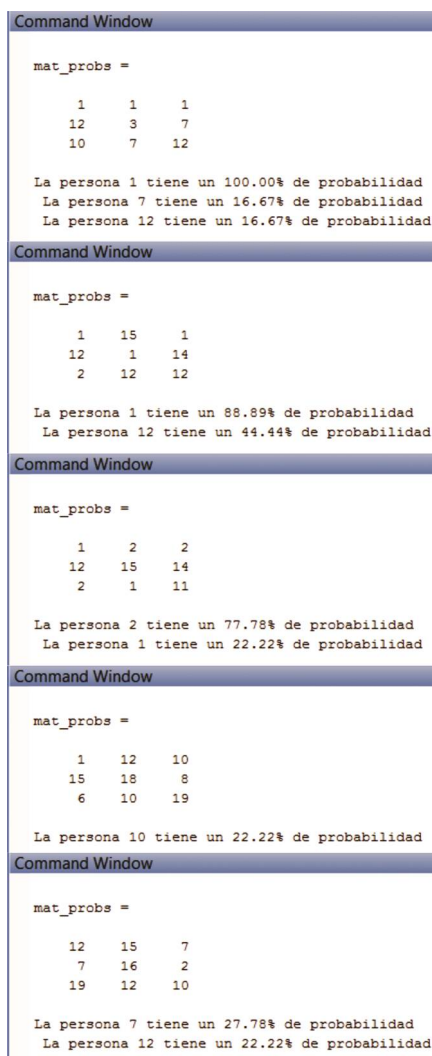 Command Window
mat_probs =
1 1 1
12 3 7
10 7 12
La persona 1 tiene un 100.00% de probabilidad
La persona 7 tiene un 16.67% de probabilidad
La persona 12 tiene un 16.67% de probabilidad
Command Window
mat_probs =
1 15 1
12 1 14
2 12 12
La persona 1 tiene un 88.89% de probabilidad
La persona 12 tiene un 44.44% de probabilidad
Command Window
mat_probs =
1 2 2
12 15 14
2 1 11
La persona 2 tiene un 77.78% de probabilidad
La persona 1 tiene un 22.22% de probabilidad
Command Window
mat_probs =
1 12 10
15 18 8
6 10 19
La persona 10 tiene un 22.22% de probabilidad
Command Window
mat_probs =
12 15 7
7 16 2
19 12 10
La persona 7 tiene un 27.78% de probabilidad
La persona 12 tiene un 22.22% de probabilidad